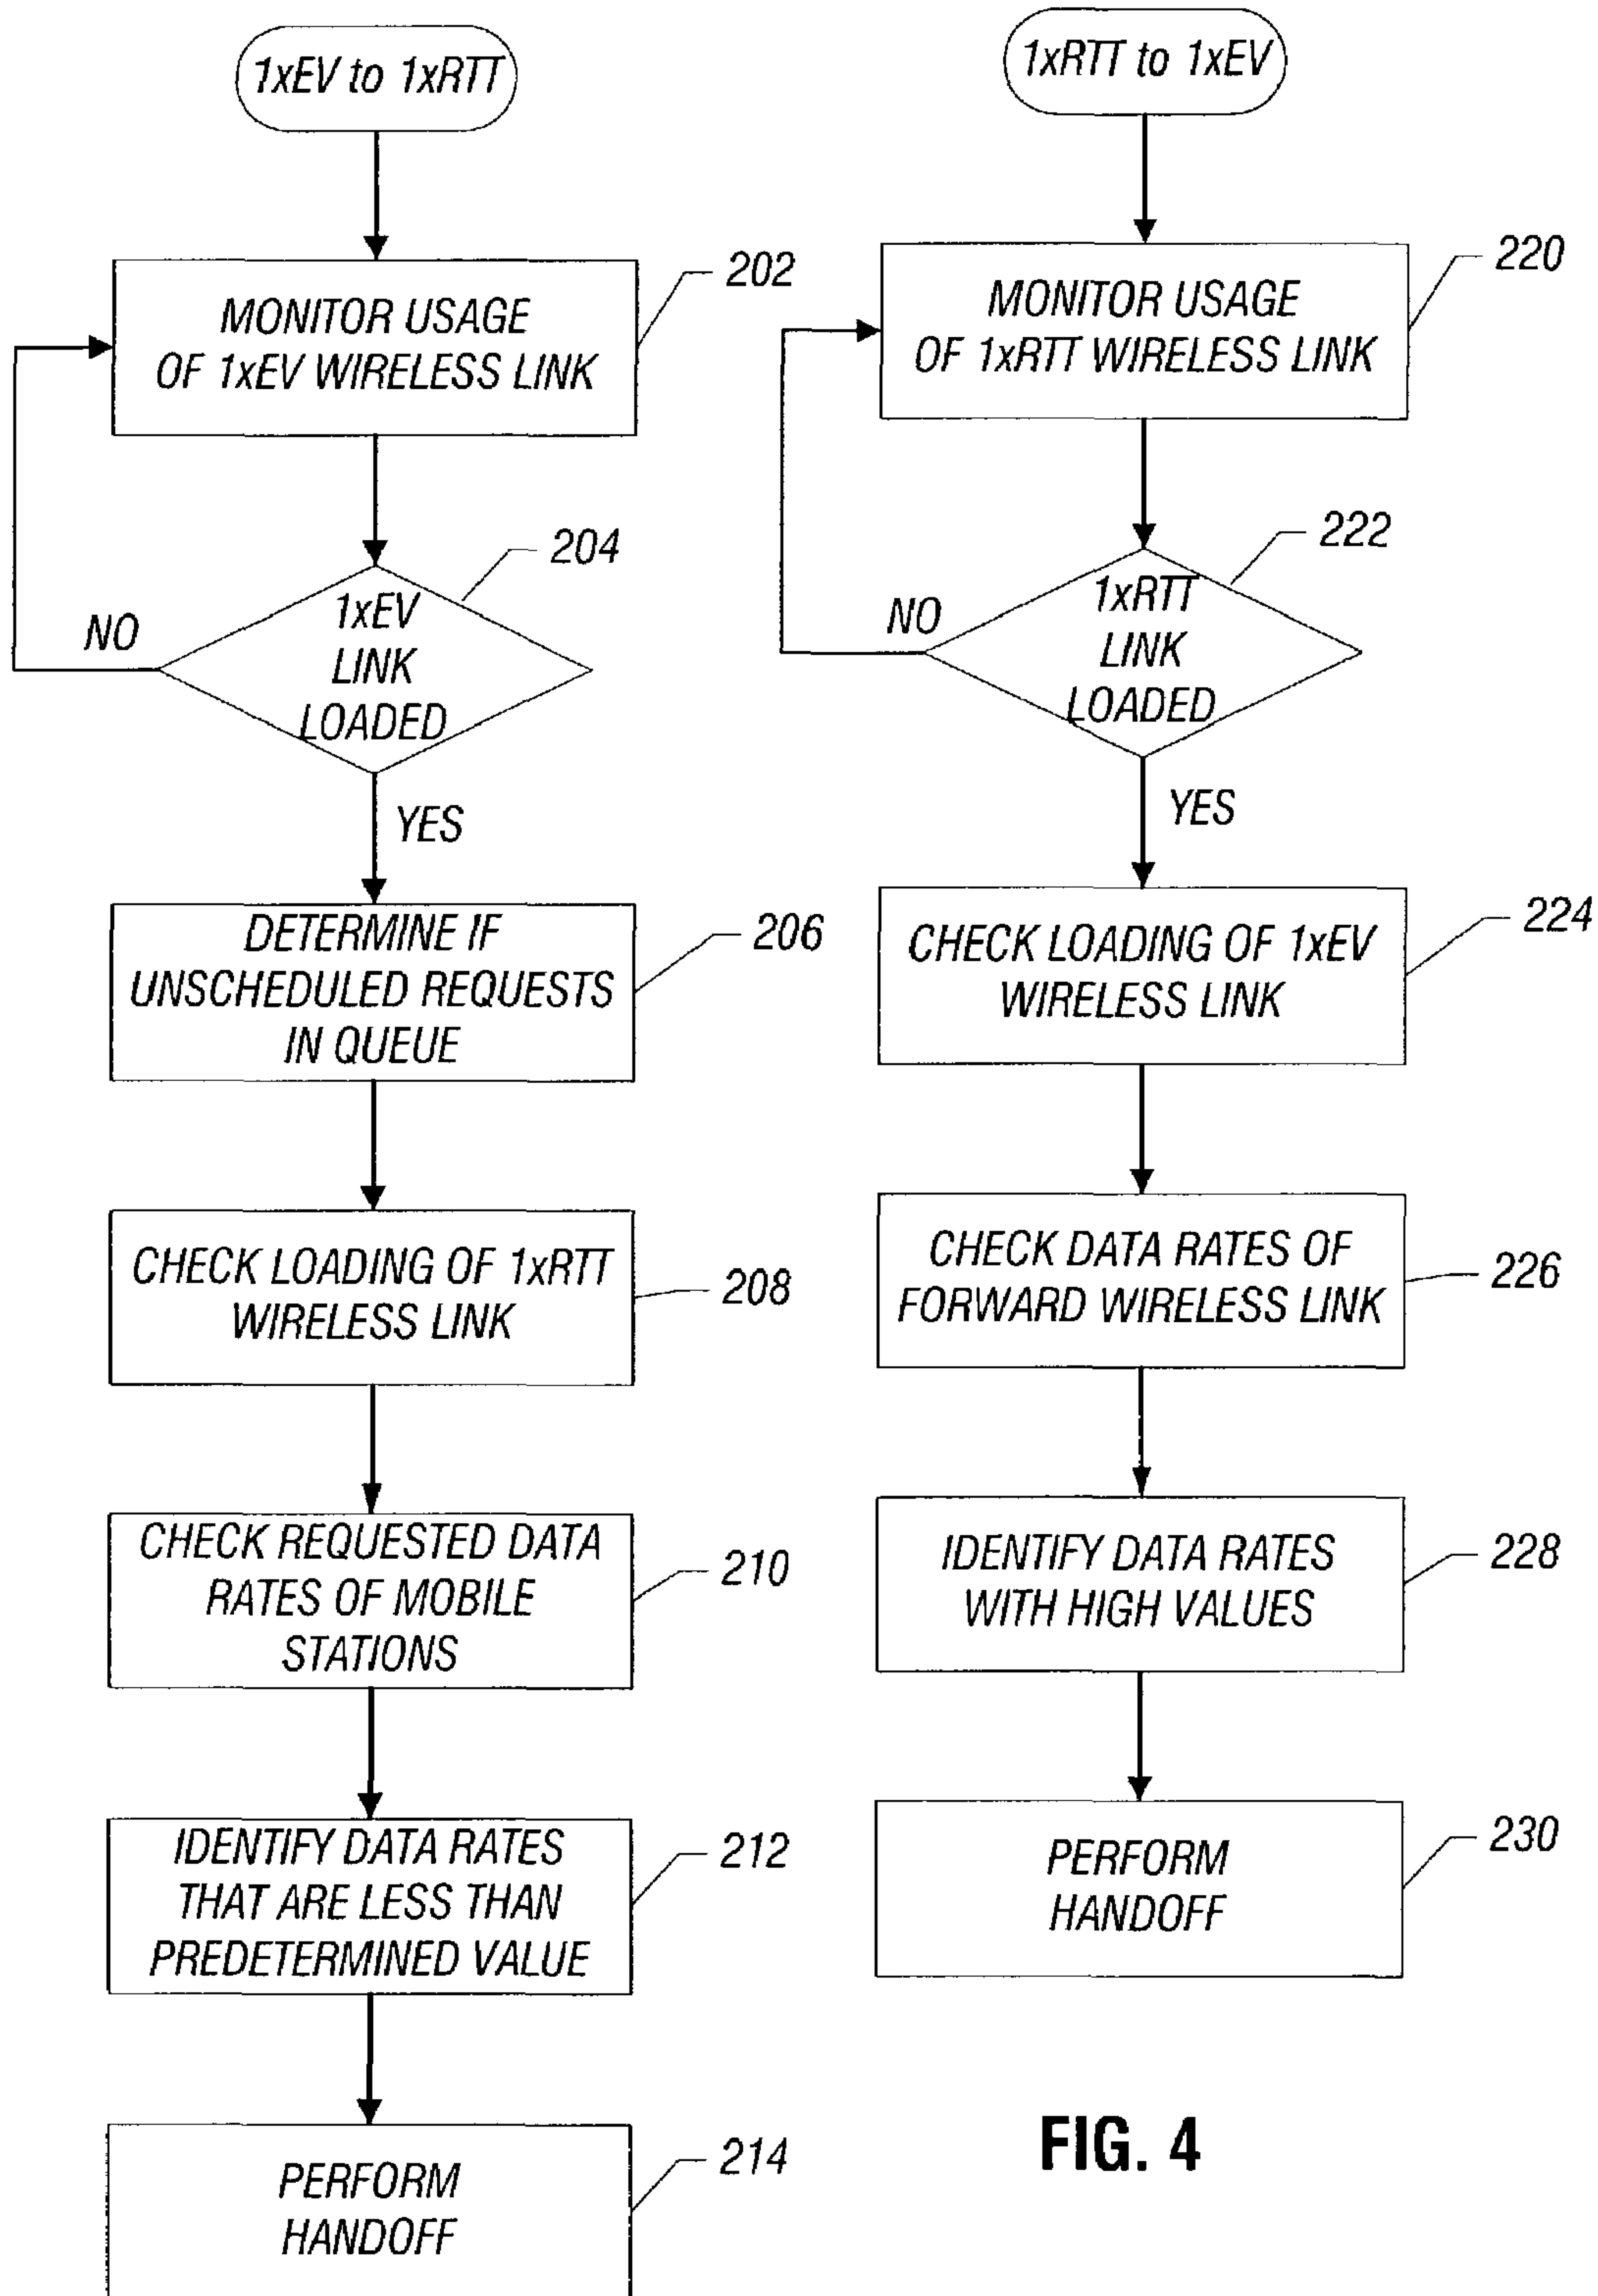 1xEV to 1xRTT
MONITOR USAGE
OF 1xEV WIRELESS LINK
202
1xEV
LINK
LOADED
204
NO
YES
DETERMINE IF
UNSCHEDULED REQUESTS
IN QUEUE
206
CHECK LOADING OF 1xRTT
WIRELESS LINK
208
CHECK REQUESTED DATA
RATES OF MOBILE
STATIONS
210
IDENTIFY DATA RATES
THAT ARE LESS THAN
PREDETERMINED VALUE
212
PERFORM
HANDOFF
214
1xRTT to 1xEV
MONITOR USAGE
OF 1xRTT WIRELESS LINK
220
1xRTT
LINK
LOADED
222
NO
YES
CHECK LOADING OF 1xEV
WIRELESS LINK
224
CHECK DATA RATES OF
FORWARD WIRELESS LINK
226
IDENTIFY DATA RATES
WITH HIGH VALUES
228
PERFORM
HANDOFF
230
FIG. 4